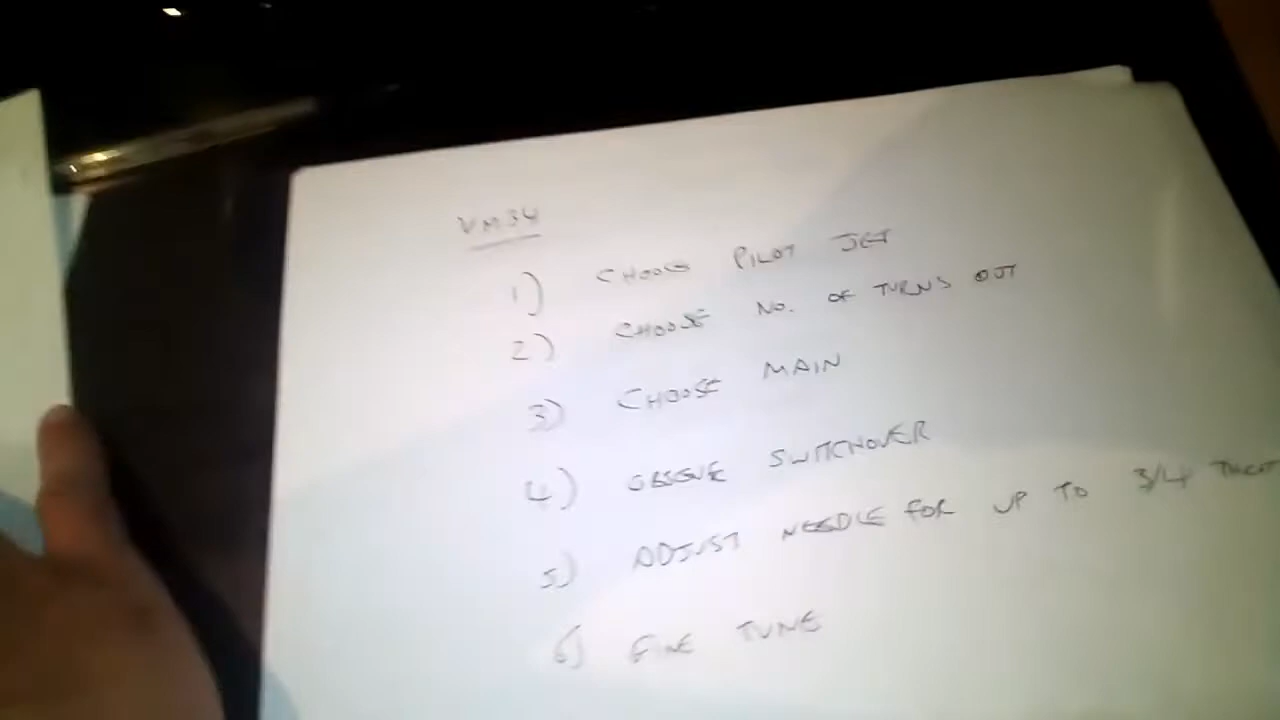 VM34
1) CHOOSE PILOT JET
2) CHOOSE NO. OF TURNS OUT
3) CHOOSE MAIN
4) OBSERVE SWITCHOVER
5) ADJUST NEEDLE FOR UP TO 3/4
6) FINE TUNE